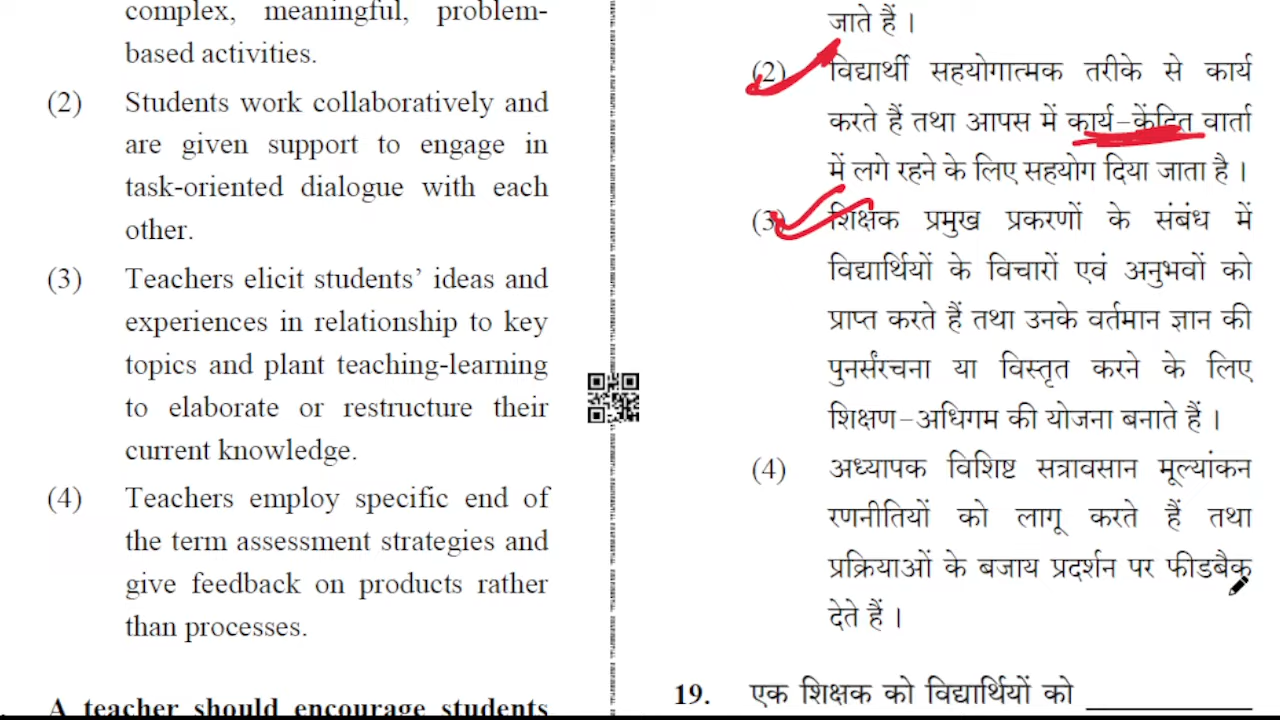 complex, meaningful, problem-
based activities.
(2) Students work collaboratively and
are given support to engage in
task-oriented dialogue with each
other.
(3) Teachers elicit students’ ideas and
experiences in relationship to key
topics and plant teaching-learning
to elaborate or restructure their
current knowledge.
(4) Teachers employ specific end of
the term assessment strategies and
give feedback on products rather
than processes.
A teacher should encourage students
जाते हैं ।
(2) विद्यार्थी सहयोगात्मक तरीके से कार्य
करते हैं तथा आपस में कार्य-केंद्रित वार्ता
में लगे रहने के लिए सहयोग दिया जाता है ।
(3) शिक्षक प्रमुख प्रकरणों के संबंध में
विद्यार्थियों के विचारों एवं अनुभवों को
प्राप्त करते हैं तथा उनके वर्तमान ज्ञान की
पुनर्संरचना या विस्तृत करने के लिए
शिक्षण-अधिगम की योजना बनाते हैं ।
(4) अध्यापक विशिष्ट सत्रावसान मूल्यांकन
रणनीतियों को लागू करते हैं तथा
प्रक्रियाओं के बजाय प्रदर्शन पर फीडबैक
देते हैं ।
19. एक शिक्षक को विद्यार्थियों को ____________